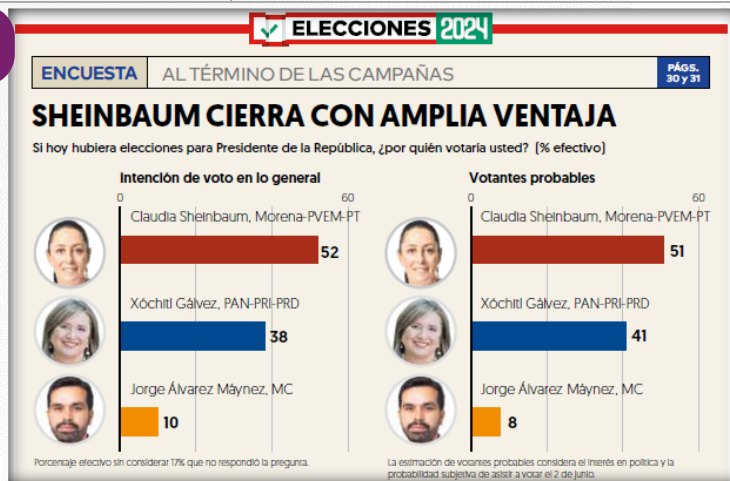 ELECCIONES 2024
ENCUESTA AL TÉRMINO DE LAS CAMPAÑAS PÁGS.
30 y 31
SHEINBAUM CIERRA CON AMPLIA VENTAJA
Si hoy hubiera elecciones para Presidente de la República, ¿por quién votaría usted? (% efectivo)
Intención de voto en lo general
0 60
Claudia Sheinbaum, Morena-PVEM-PT
52
Xóchitl Gálvez, PAN-PRI-PRD
38
Jorge Álvarez Máynez, MC
10
Porcentaje efectivo sin considerar 17% que no respondió la pregunta.
Votantes probables
0 60
Claudia Sheinbaum, Morena-PVEM-PT
51
Xóchitl Gálvez, PAN-PRI-PRD
41
Jorge Álvarez Máynez, MC
8
La estimación de votantes probables considera el interés en política y la
probabilidad subjetiva de asistir a votar el 2 de junio.